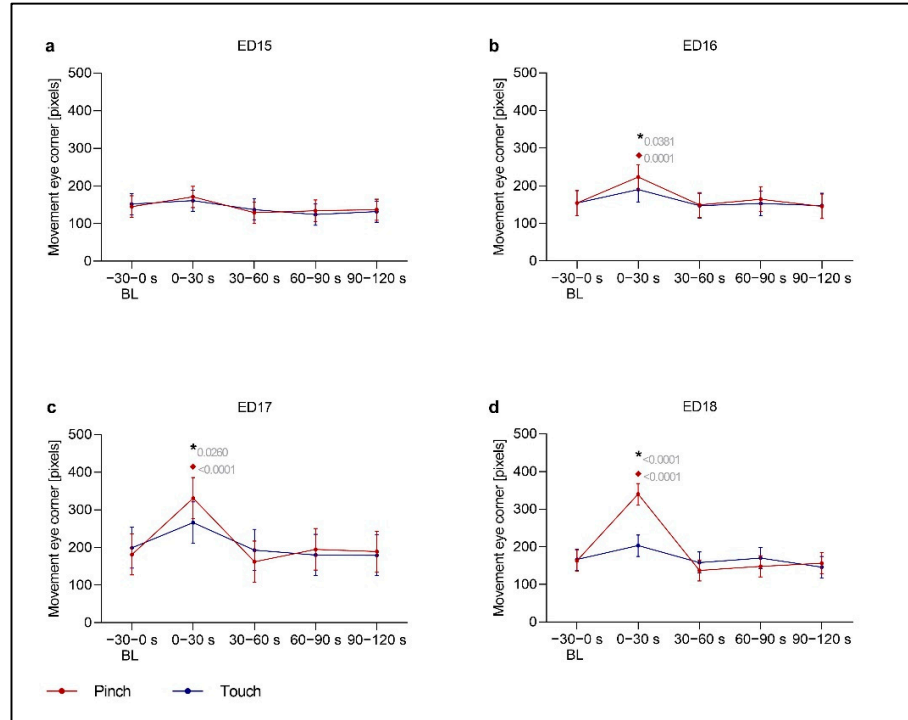 a
ED15
Movement eye corner [pixels]
500
400
300
200
100
0
−30−0 s
BL
0−30 s
30−60 s
60−90 s
90−120 s
b
ED16
Movement eye corner [pixels]
500
400
300
200
100
0
* 0.0381
◆ 0.0001
−30−0 s
BL
0−30 s
30−60 s
60−90 s
90−120 s
c
ED17
Movement eye corner [pixels]
500
400
300
200
100
0
* 0.0260
◆ <0.0001
−30−0 s
BL
0−30 s
30−60 s
60−90 s
90−120 s
d
ED18
Movement eye corner [pixels]
500
400
300
200
100
0
* <0.0001
◆ <0.0001
−30−0 s
BL
0−30 s
30−60 s
60−90 s
90−120 s
Pinch
Touch